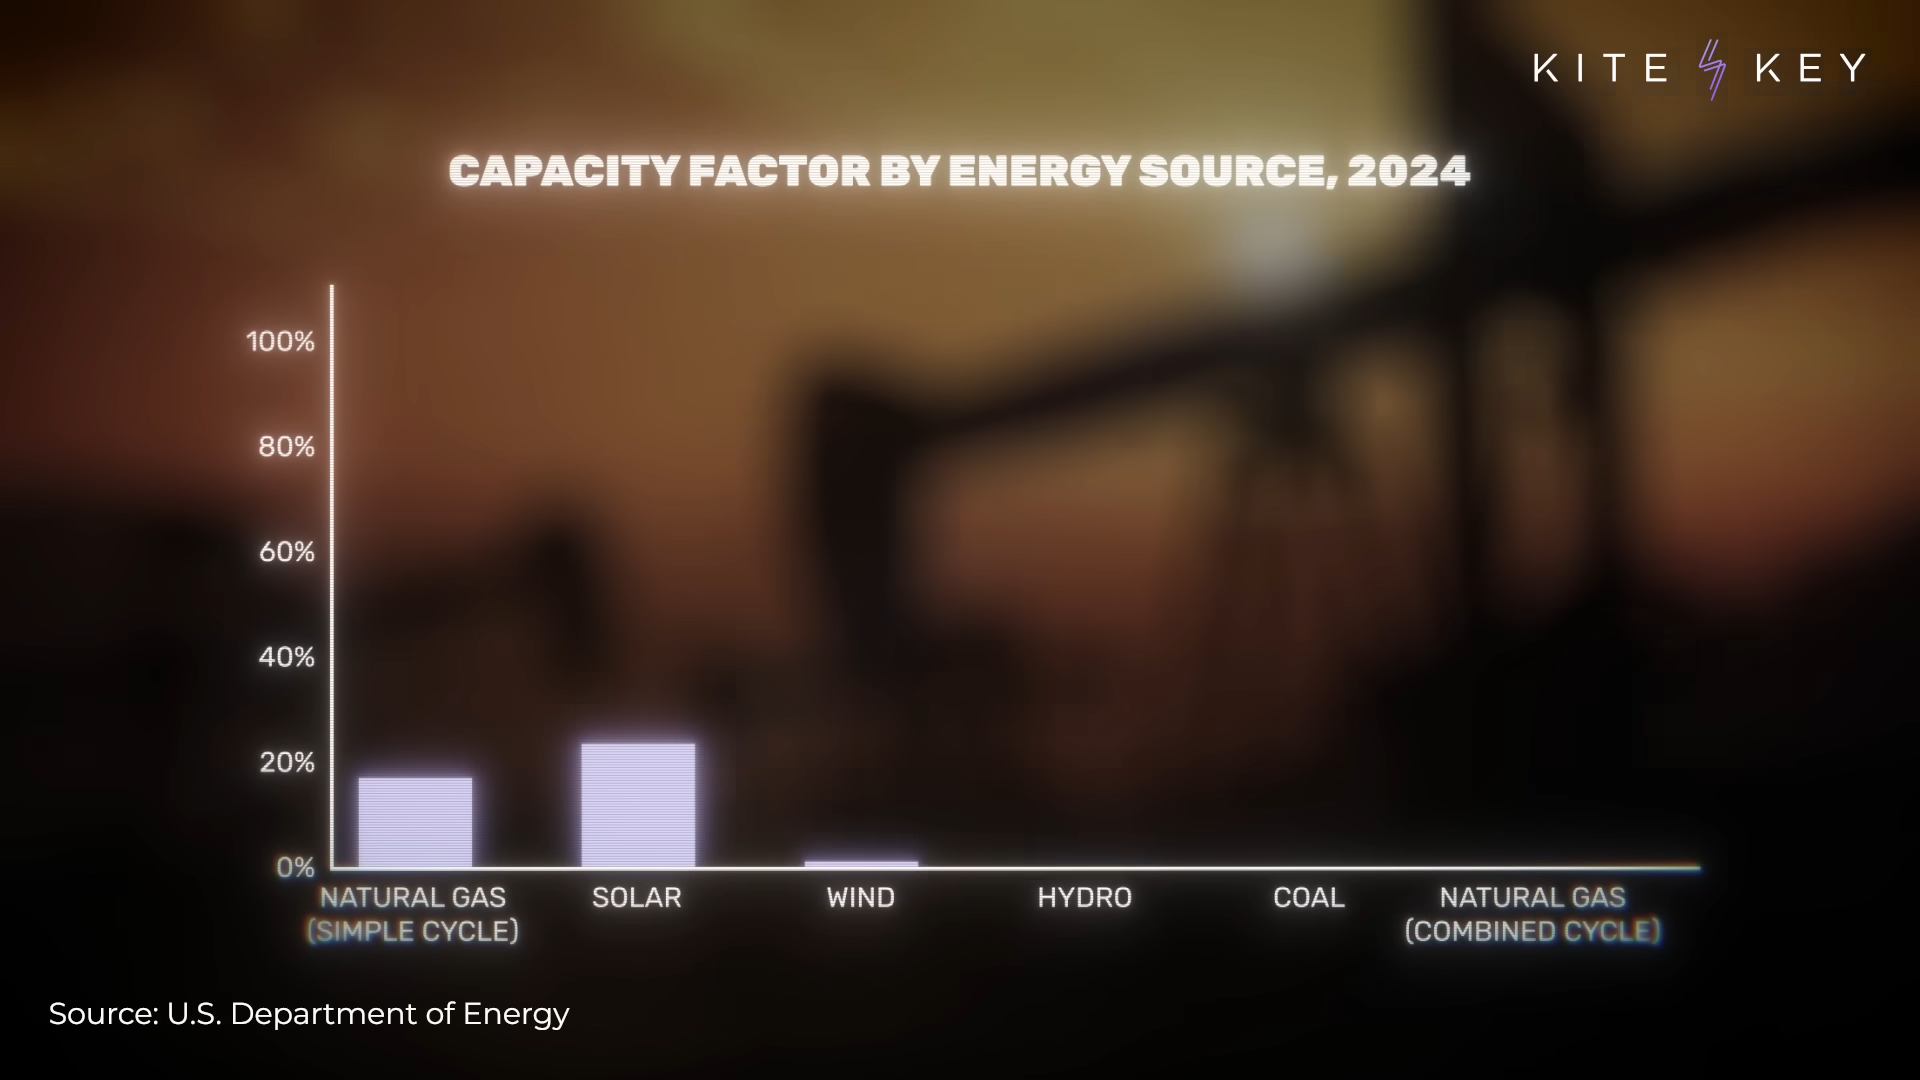 KITE KEY
CAPACITY FACTOR BY ENERGY SOURCE, 2024
100%
80%
60%
40%
20%
0%
NATURAL GAS
(SIMPLE CYCLE)
SOLAR
WIND
HYDRO
COAL
NATURAL GAS
(COMBINED CYCLE)
Source: U.S. Department of Energy